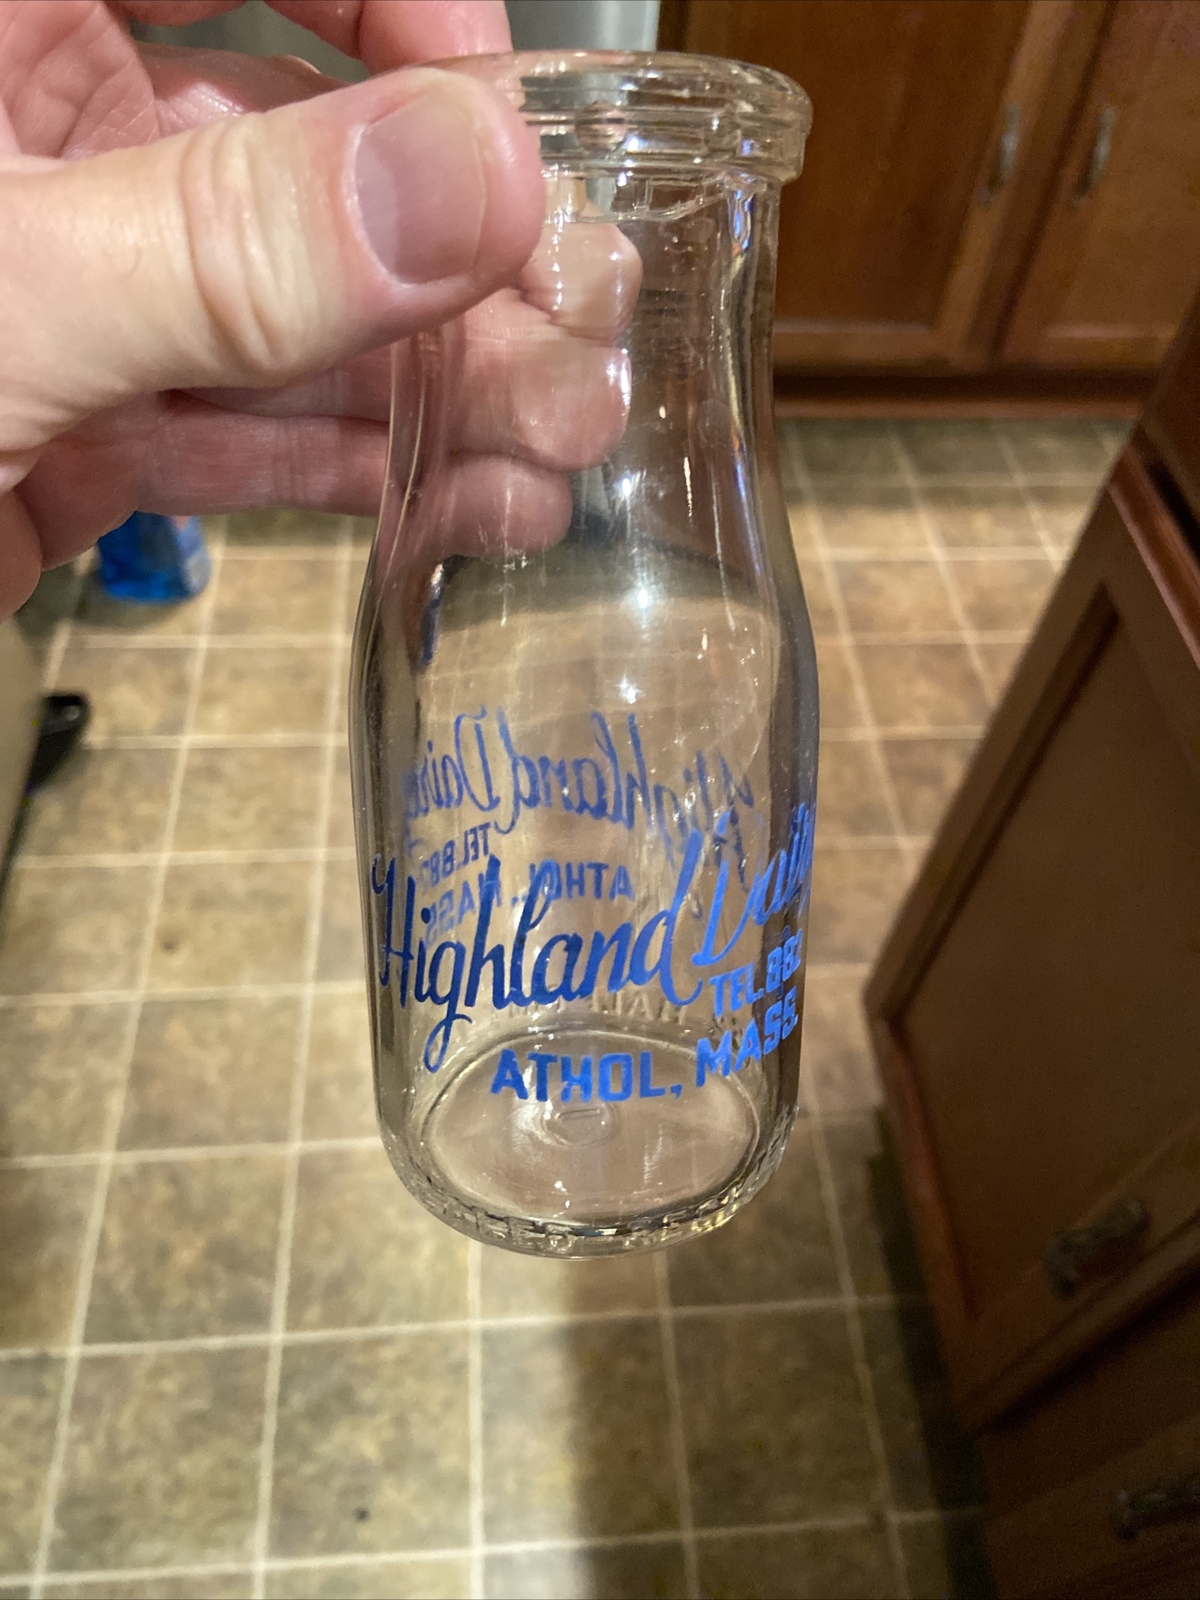 Highland Dairy
TEL. 882
ATHOL, MASS.